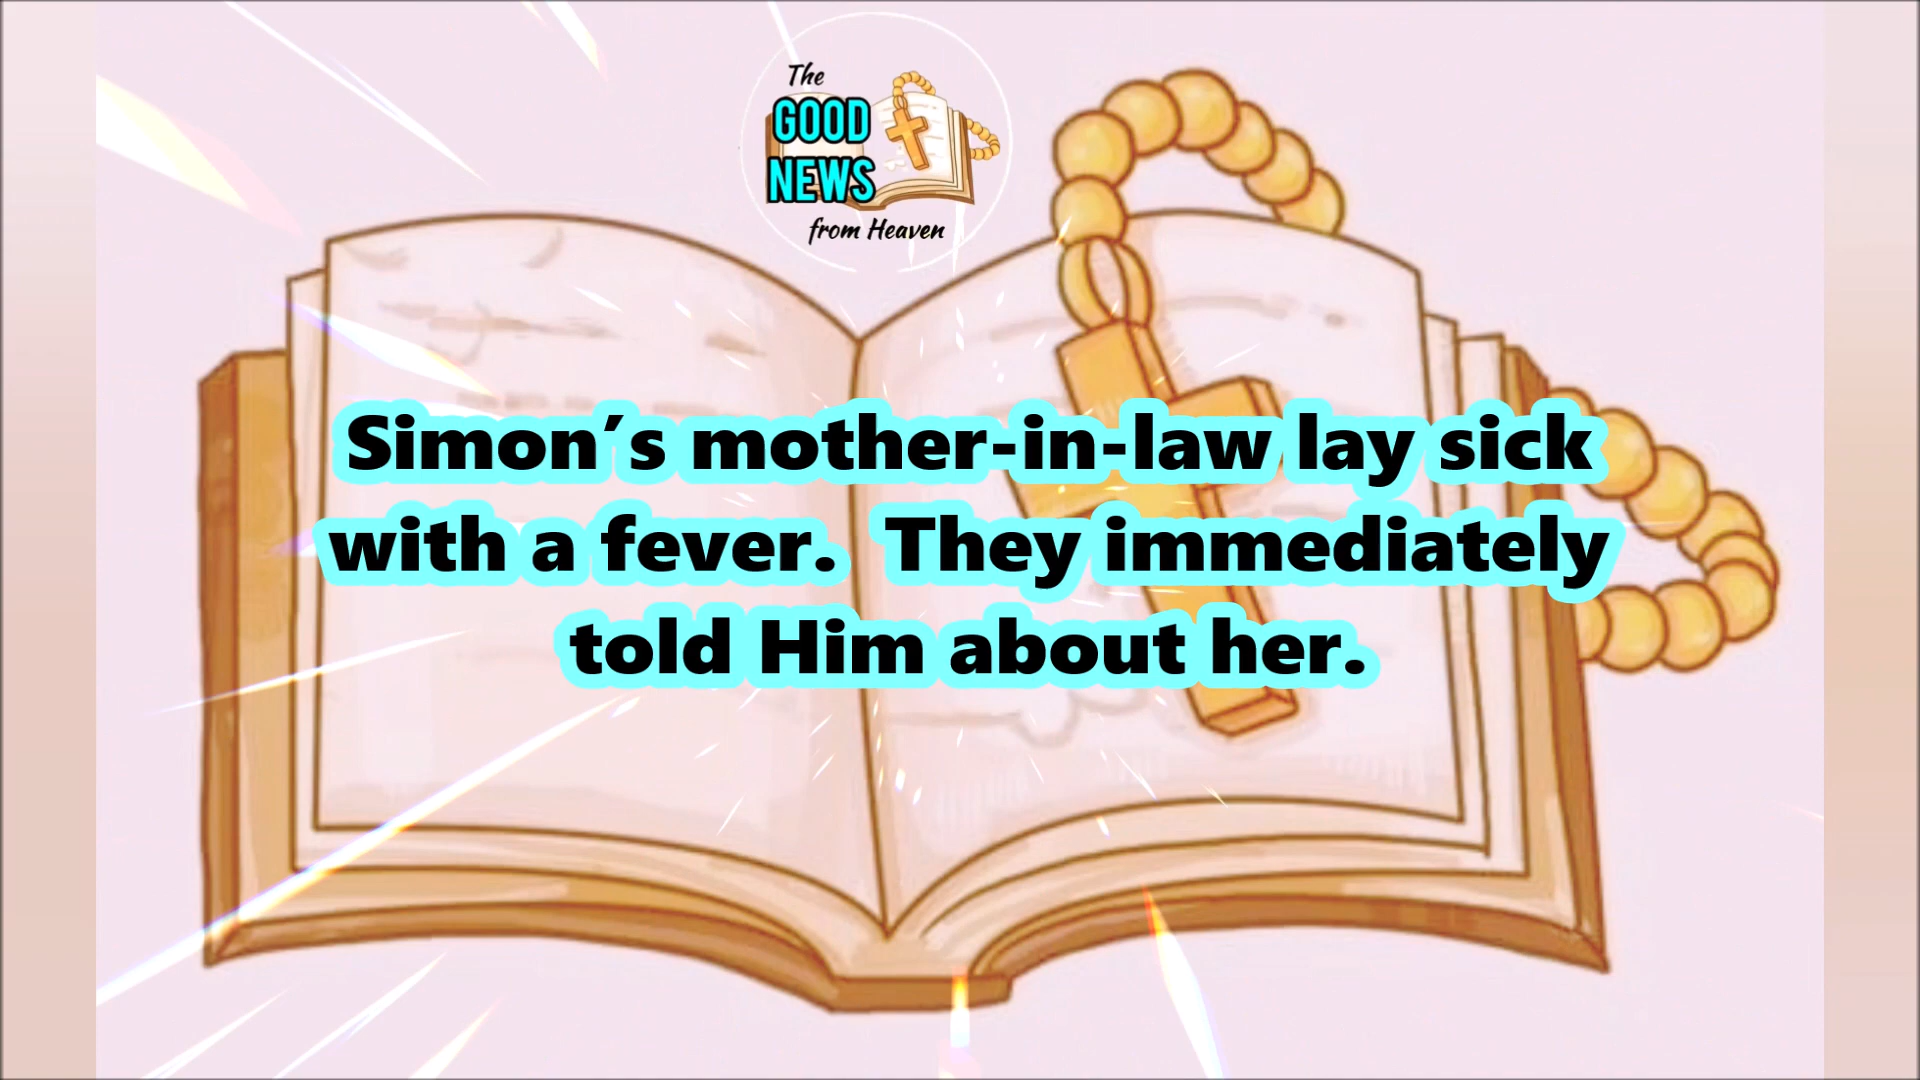 The
GOOD
NEWS
from Heaven
Simon’s mother-in-law lay sick
with a fever.  They immediately
told Him about her.